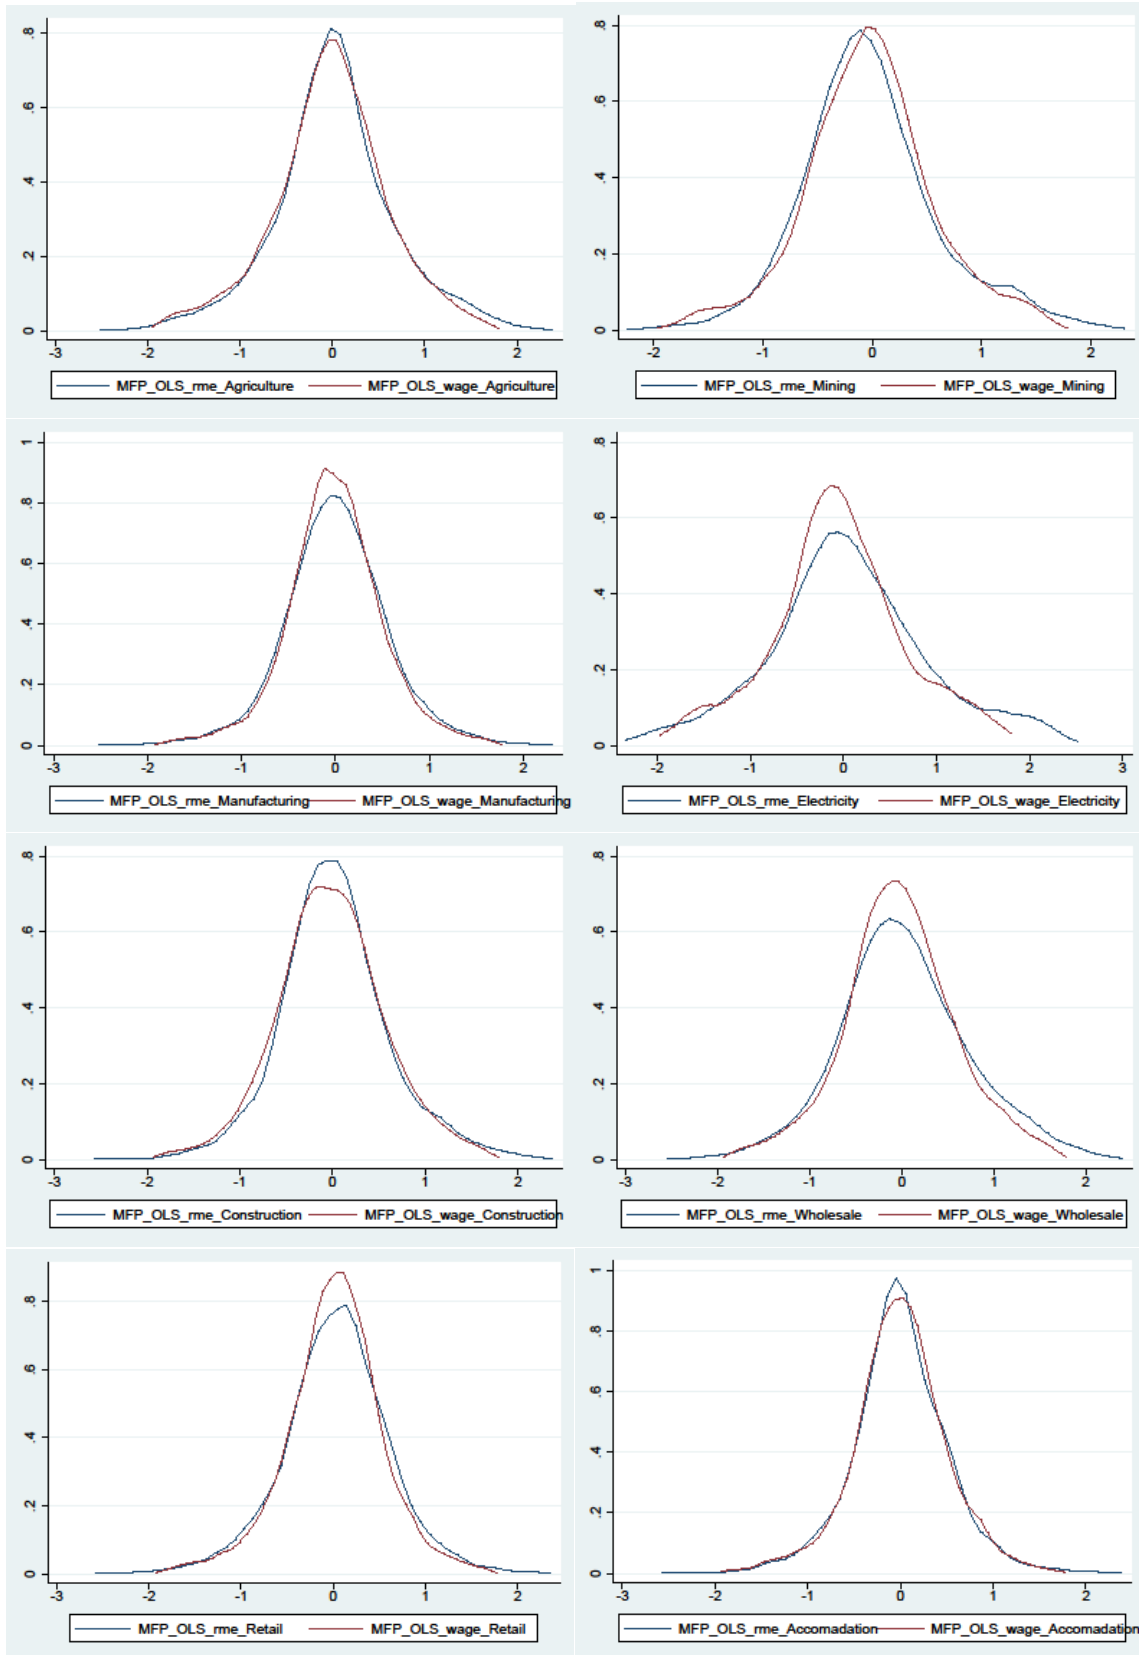 .8
.6
.4
.2
0
-3 -2 -1 0 1 2
MFP_OLS_rme_Agriculture MFP_OLS_wage_Agriculture
.8
.6
.4
.2
0
-2 -1 0 1 2
MFP_OLS_rme_Mining MFP_OLS_wage_Mining
1
.8
.6
.4
.2
0
-3 -2 -1 0 1 2
MFP_OLS_rme_Manufacturing MFP_OLS_wage_Manufacturing
.8
.6
.4
.2
0
-2 -1 0 1 2 3
MFP_OLS_rme_Electricity MFP_OLS_wage_Electricity
.8
.6
.4
.2
0
-3 -2 -1 0 1 2
MFP_OLS_rme_Construction MFP_OLS_wage_Construction
.8
.6
.4
.2
0
-3 -2 -1 0 1 2
MFP_OLS_rme_Wholesale MFP_OLS_wage_Wholesale
.8
.6
.4
.2
0
-3 -2 -1 0 1 2
MFP_OLS_rme_Retail MFP_OLS_wage_Retail
1
.8
.6
.4
.2
0
-3 -2 -1 0 1 2
MFP_OLS_rme_Accomadation MFP_OLS_wage_Accomadation